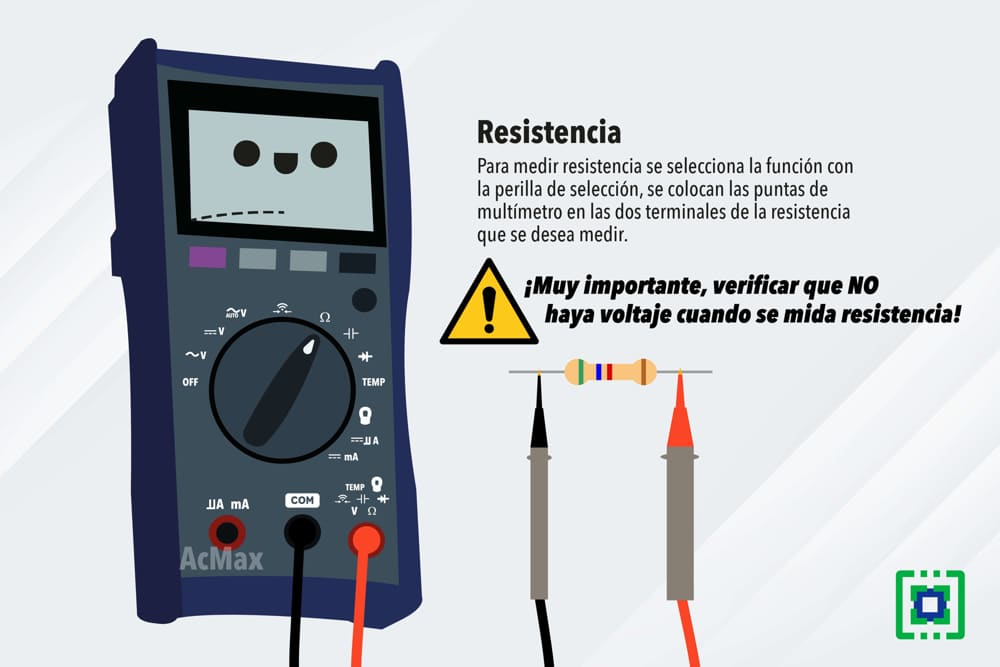 Resistencia
Para medir resistencia se selecciona la función con
la perilla de selección, se colocan las puntas de
multímetro en las dos terminales de la resistencia
que se desea medir.
¡Muy importante, verificar que NO
haya voltaje cuando se mida resistencia!
AUTO V
Ω
V
V
OFF
TEMP
A
mA
TEMP
mA
COM
V Ω
AcMax